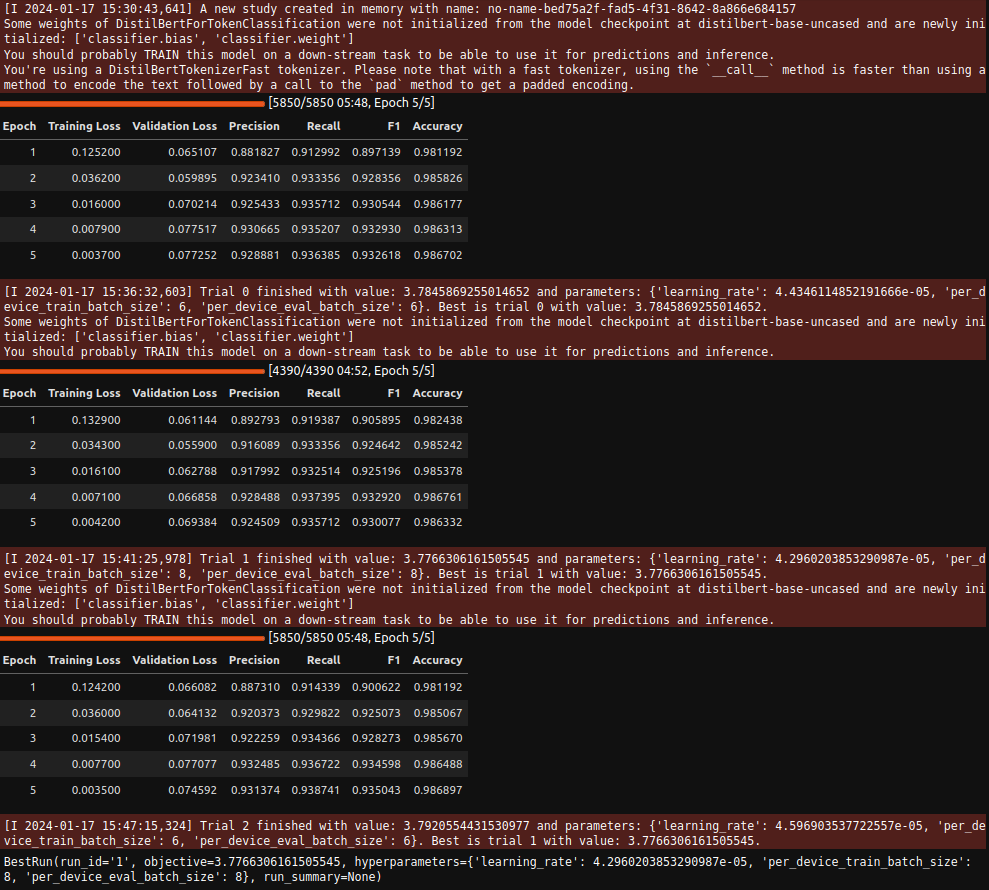 [I 2024-01-17 15:30:43,641] A new study created in memory with name: no-name-bed75a2f-fad5-4f31-8642-8a866e684157
Some weights of DistilBertForTokenClassification were not initialized from the model checkpoint at distilbert-base-uncased and are newly ini
tialized: ['classifier.bias', 'classifier.weight']
You should probably TRAIN this model on a down-stream task to be able to use it for predictions and inference.
You're using a DistilBertTokenizerFast tokenizer. Please note that with a fast tokenizer, using the `__call__` method is faster than using a
method to encode the text followed by a call to the `pad` method to get a padded encoding.
[5850/5850 05:48, Epoch 5/5]
Epoch Training Loss Validation Loss Precision Recall F1 Accuracy
1 0.125200 0.065107 0.881827 0.912992 0.897139 0.981192
2 0.036200 0.059895 0.923410 0.933356 0.928356 0.985826
3 0.016000 0.070214 0.925433 0.935712 0.930544 0.986177
4 0.007900 0.077517 0.930665 0.935207 0.932930 0.986313
5 0.003700 0.077252 0.928881 0.936385 0.932618 0.986702
[I 2024-01-17 15:36:32,603] Trial 0 finished with value: 3.7845869255014652 and parameters: {'learning_rate': 4.4346114852191666e-05, 'per_d
evice_train_batch_size': 6, 'per_device_eval_batch_size': 6}. Best is trial 0 with value: 3.7845869255014652.
Some weights of DistilBertForTokenClassification were not initialized from the model checkpoint at distilbert-base-uncased and are newly ini
tialized: ['classifier.bias', 'classifier.weight']
You should probably TRAIN this model on a down-stream task to be able to use it for predictions and inference.
[4390/4390 04:52, Epoch 5/5]
Epoch Training Loss Validation Loss Precision Recall F1 Accuracy
1 0.132900 0.061144 0.892793 0.919387 0.905895 0.982438
2 0.034300 0.055900 0.916089 0.933356 0.924642 0.985242
3 0.016100 0.062788 0.917992 0.932514 0.925196 0.985378
4 0.007100 0.066858 0.928488 0.937395 0.932920 0.986761
5 0.004200 0.069384 0.924509 0.935712 0.930077 0.986332
[I 2024-01-17 15:41:25,978] Trial 1 finished with value: 3.7766306161505545 and parameters: {'learning_rate': 4.2960203853290987e-05, 'per_d
evice_train_batch_size': 8, 'per_device_eval_batch_size': 8}. Best is trial 1 with value: 3.7766306161505545.
Some weights of DistilBertForTokenClassification were not initialized from the model checkpoint at distilbert-base-uncased and are newly ini
tialized: ['classifier.bias', 'classifier.weight']
You should probably TRAIN this model on a down-stream task to be able to use it for predictions and inference.
[5850/5850 05:48, Epoch 5/5]
Epoch Training Loss Validation Loss Precision Recall F1 Accuracy
1 0.124200 0.066082 0.887310 0.914339 0.900622 0.981192
2 0.036000 0.064132 0.920373 0.929822 0.925073 0.985067
3 0.015400 0.071981 0.922259 0.934366 0.928273 0.985670
4 0.007700 0.077077 0.932485 0.936722 0.934598 0.986488
5 0.003500 0.074592 0.931374 0.938741 0.935043 0.986897
[I 2024-01-17 15:47:15,324] Trial 2 finished with value: 3.7920554431530977 and parameters: {'learning_rate': 4.596903537722557e-05, 'per_de
vice_train_batch_size': 6, 'per_device_eval_batch_size': 6}. Best is trial 1 with value: 3.7766306161505545.
BestRun(run_id='1', objective=3.7766306161505545, hyperparameters={'learning_rate': 4.2960203853290987e-05, 'per_device_train_batch_size':
8, 'per_device_eval_batch_size': 8}, run_summary=None)